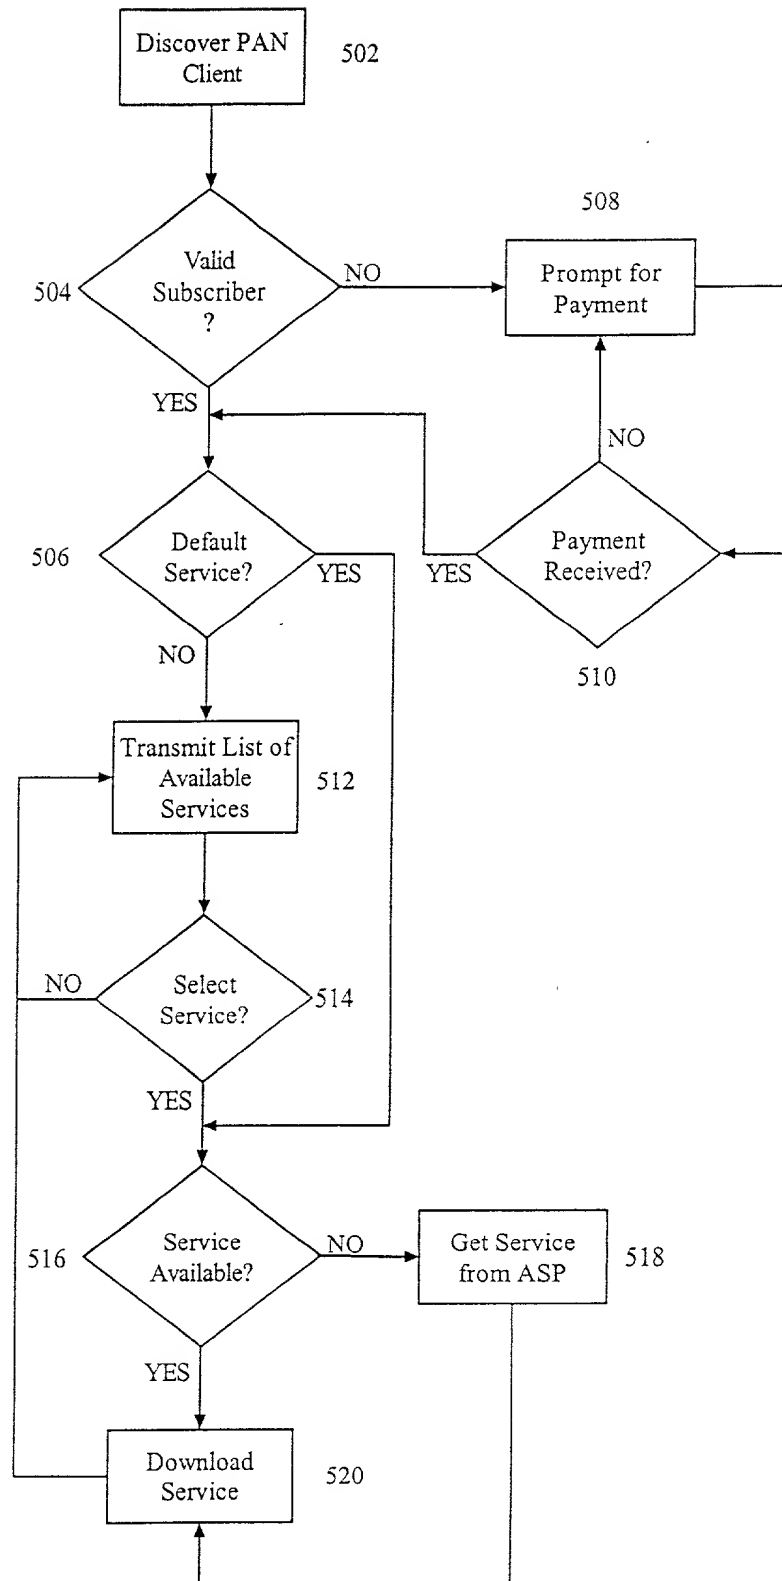 Discover PAN
Client
502
508
Valid
Subscriber
?
504
NO
Prompt for
Payment
YES
NO
506
Default
Service?
YES
YES
Payment
Received?
NO
510
Transmit List of
Available
Services
512
NO
Select
Service?
514
YES
516
Service
Available?
NO
Get Service
from ASP
518
YES
Download
Service
520